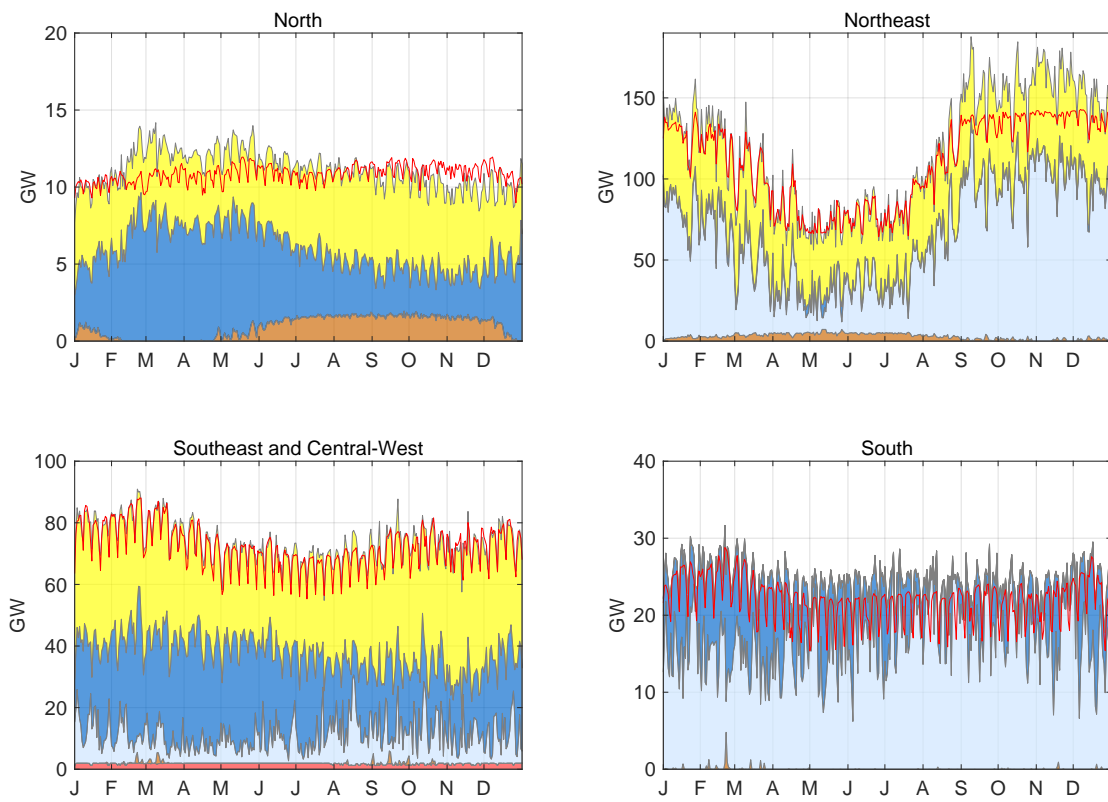 North
20
15
10
5
0
GW
J F M A M J J A S O N D
Northeast
150
100
50
0
GW
J F M A M J J A S O N D
Southeast and Central-West
100
80
60
40
20
0
GW
J F M A M J J A S O N D
South
40
30
20
10
0
GW
J F M A M J J A S O N D